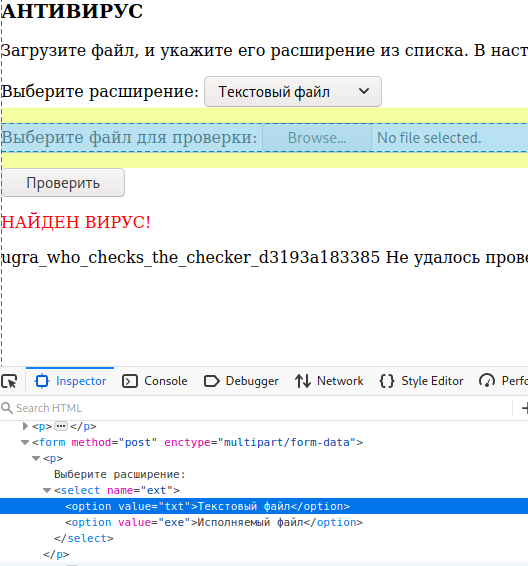 АНТИВИРУС
Загрузите файл, и укажите его расширение из списка. В наст
Выберите расширение: Текстовый файл
Выберите файл для проверки: Browse... No file selected.
Проверить
НАЙДЕН ВИРУС!
ugra_who_checks_the_checker_d3193a183385 Не удалось прове
Inspector Console Debugger Network Style Editor Perfo
Search HTML
<p>...</p>
<form method="post" enctype="multipart/form-data">
<p>
Выберите расширение:
<select name="ext">
<option value="txt">Текстовый файл</option>
<option value="exe">Исполняемый файл</option>
</select>
</p>